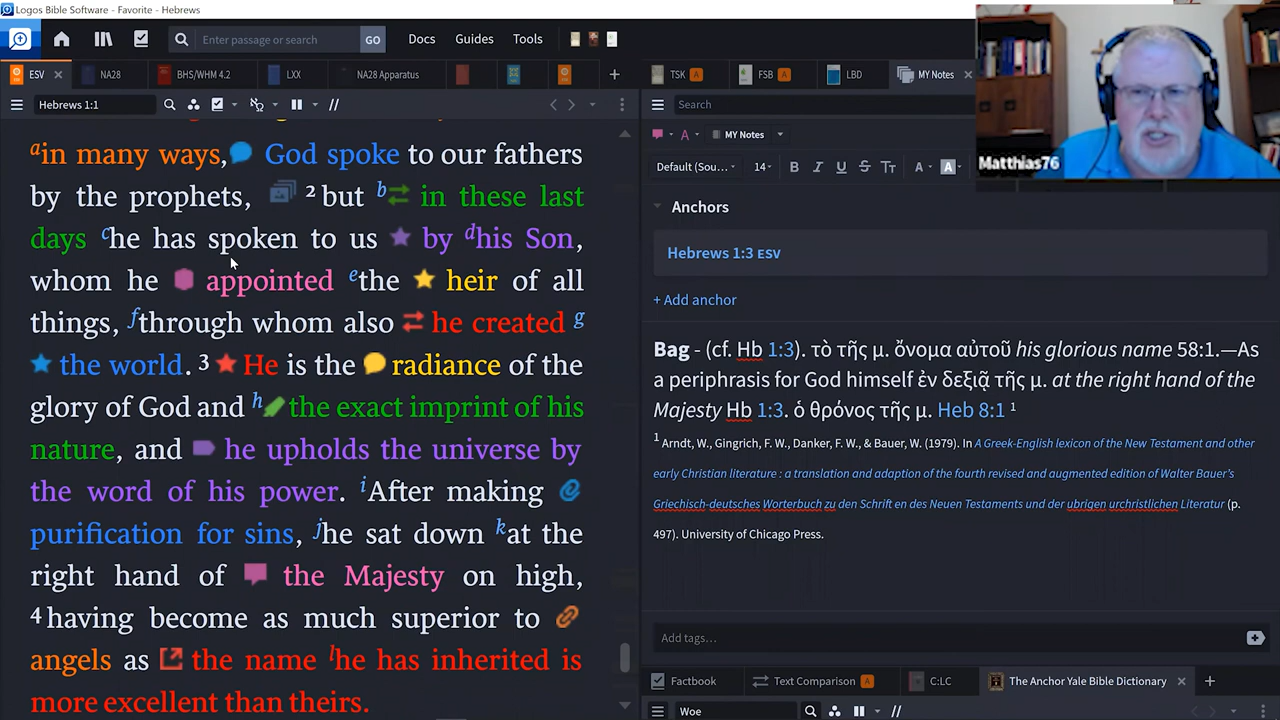 Logos Bible Software - Favorite - Hebrews
Enter passage or search GO Docs Guides Tools
ESV NA28 BHS/WHM 4.2 LXX NA28 Apparatus
TSK A FSB A LBD MY Notes
Hebrews 1:1
Search
MY Notes
Default (Sou... 14 B I U S Tт A A
Matthias76
a in many ways, God spoke to our fathers
by the prophets, 2 but b in these last
days c he has spoken to us by d his Son,
whom he appointed e the heir of all
things, f through whom also he created g
the world. 3 He is the radiance of the
glory of God and h the exact imprint of his
nature, and he upholds the universe by
the word of his power. i After making
purification for sins, j he sat down k at the
right hand of the Majesty on high,
4 having become as much superior to
angels as the name l he has inherited is
more excellent than theirs.
Anchors
Hebrews 1:3 ESV
+ Add anchor
Bag - (cf. Hb 1:3). τὸ τῆς μ. ὄνομα αὐτοῦ his glorious name 58:1.—As
a periphrasis for God himself ἐν δεξιᾷ τῆς μ. at the right hand of the
Majesty Hb 1:3. ὁ θρόνος τῆς μ. Heb 8:1 1
1 Arndt, W., Gingrich, F. W., Danker, F. W., & Bauer, W. (1979). In A Greek-English lexicon of the New Testament and other
early Christian literature : a translation and adaption of the fourth revised and augmented edition of Walter Bauer's
Griechisch-deutsches Worterbuch zu den Schrift en des Neuen Testaments und der ubrigen urchristlichen Literatur (p.
497). University of Chicago Press.
Add tags...
Factbook Text Comparison A C:LC The Anchor Yale Bible Dictionary
Woe